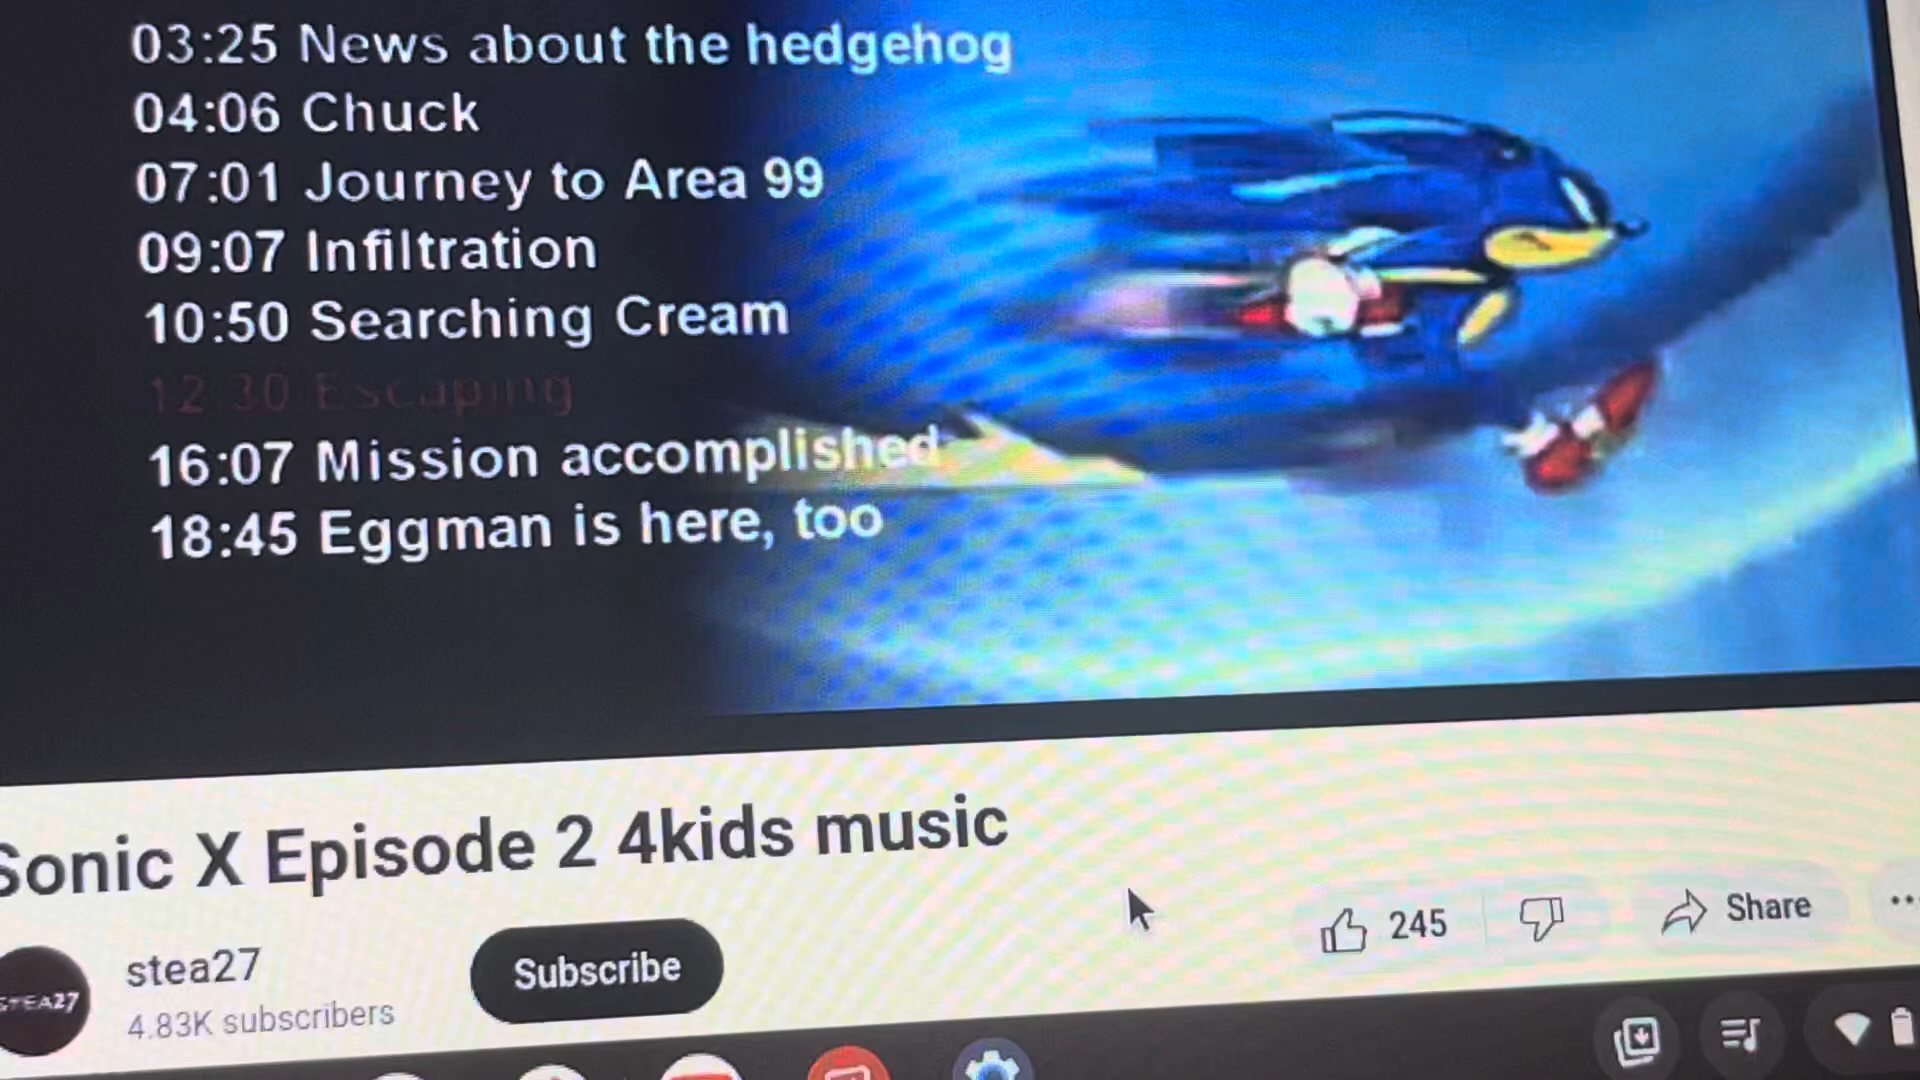 03:25 News about the hedgehog
04:06 Chuck
07:01 Journey to Area 99
09:07 Infiltration
10:50 Searching Cream
12 30 Escaping
16:07 Mission accomplished
18:45 Eggman is here, too
Sonic X Episode 2 4kids music
STEA27
stea27
4.83K subscribers
Subscribe
245
Share